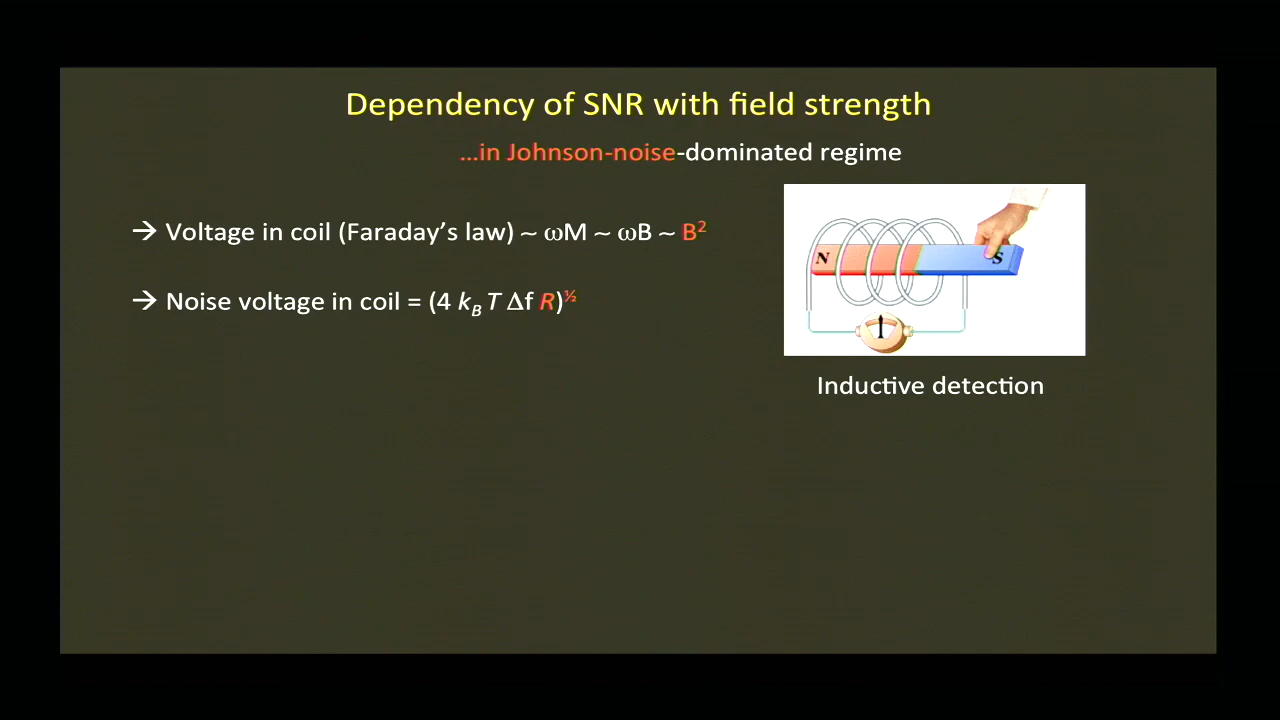 Dependency of SNR with field strength
...in Johnson-noise-dominated regime
→ Voltage in coil (Faraday’s law) ~ ωM ~ ωB ~ B²
→ Noise voltage in coil = (4 k_B T Δf R)^½
N
S
Inductive detection